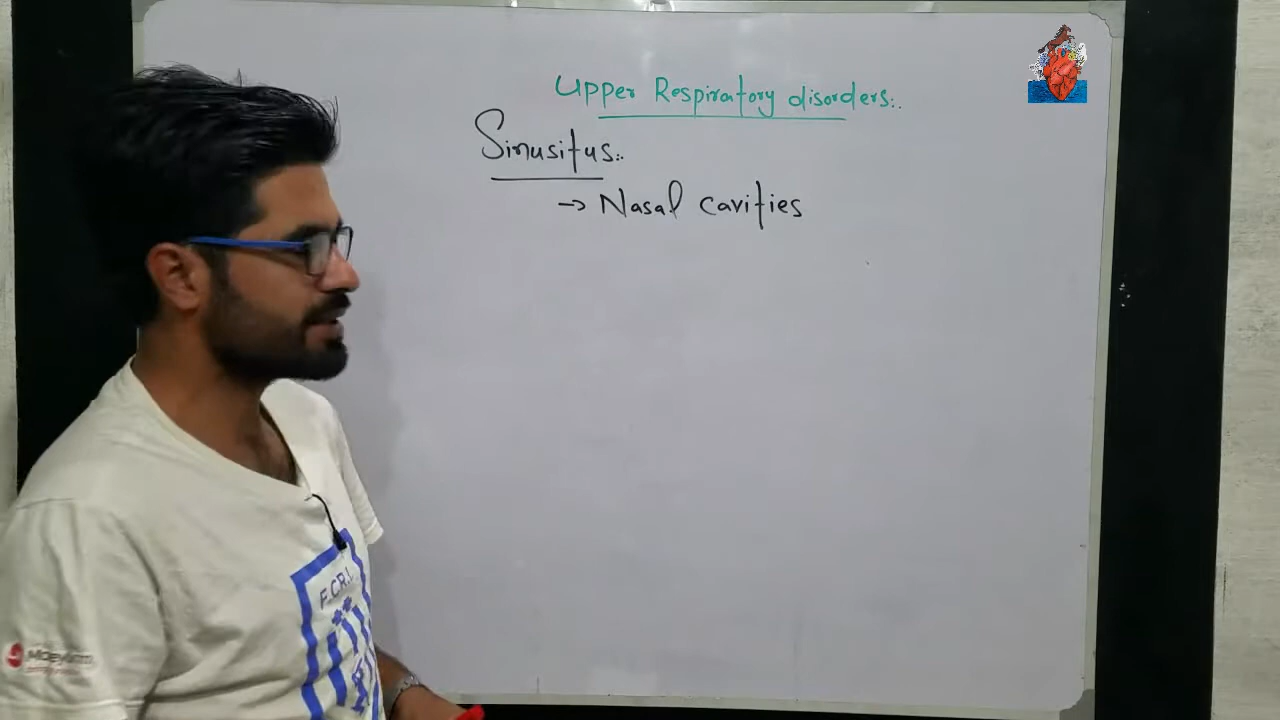 Upper Respiratory disorders:.
Sinusitus:.
→ Nasal cavities
F.C.R.